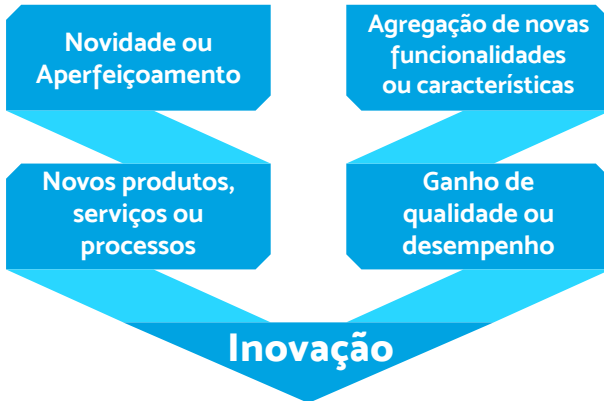 Novidade ou
Aperfeiçoamento
Agregação de novas
funcionalidades
ou características
Novos produtos,
serviços ou
processos
Ganho de
qualidade ou
desempenho
Inovação